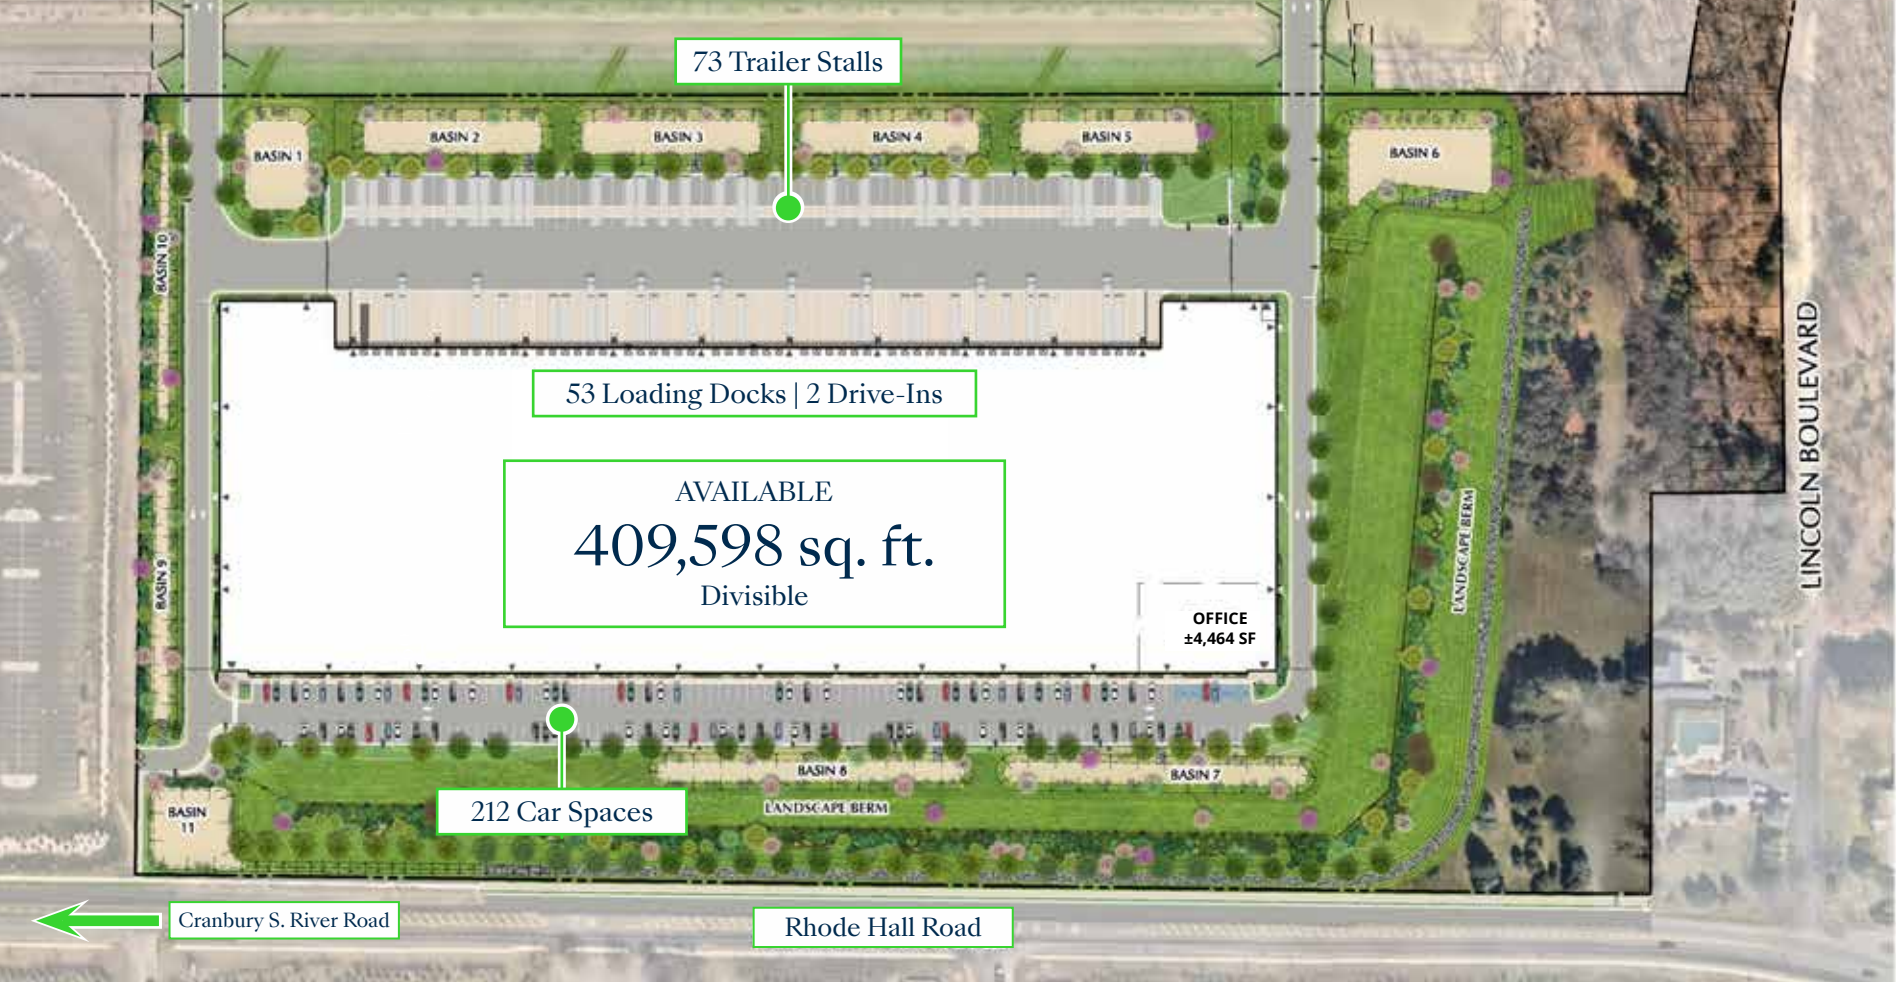 73 Trailer Stalls
BASIN 1
BASIN 2
BASIN 3
BASIN 4
BASIN 5
BASIN 6
BASIN 10
53 Loading Docks | 2 Drive-Ins
AVAILABLE
409,598 sq. ft.
Divisible
OFFICE
±4,464 SF
BASIN 9
LANDSCAPE BERM
LINCOLN BOULEVARD
BASIN 8
BASIN 7
212 Car Spaces
LANDSCAPE BERM
BASIN
11
Cranbury S. River Road
Rhode Hall Road